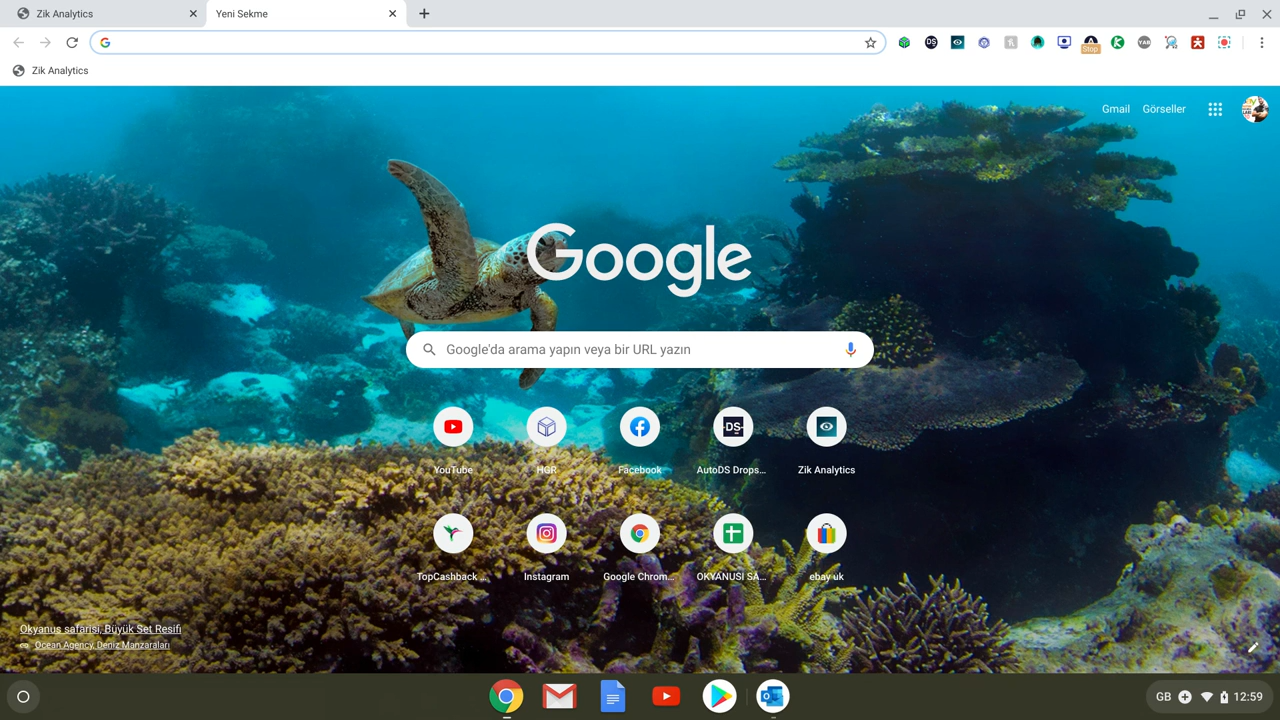 Zik Analytics
Yeni Sekme
Stop
Zik Analytics
Gmail
Görseller
Google
Google'da arama yapın veya bir URL yazın
YouTube
HGR
Facebook
AutoDS Drops...
Zik Analytics
TopCashback ...
Instagram
Google Chrom...
OKYANUSİ SA...
ebay uk
Okyanus safarisi, Büyük Set Resifi
Ocean Agency, Deniz Manzaraları
GB
12:59